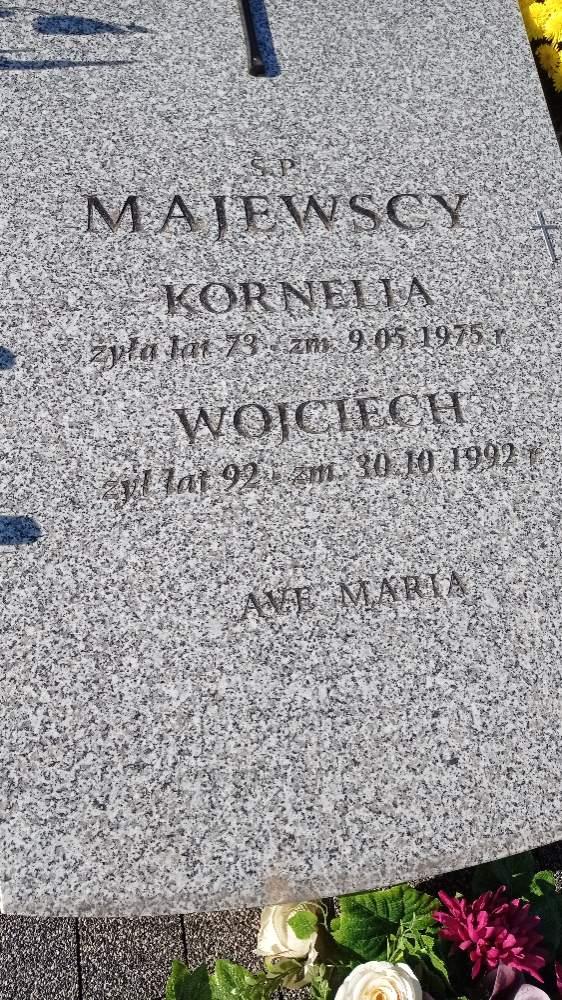 Ś.P.
MAJEWSCY
KORNELIA
żyła lat 73 - zm. 9.05.1975 r.
WOJCIECH
żył lat 92 - zm. 30.10.1992 r.
AVE MARIA